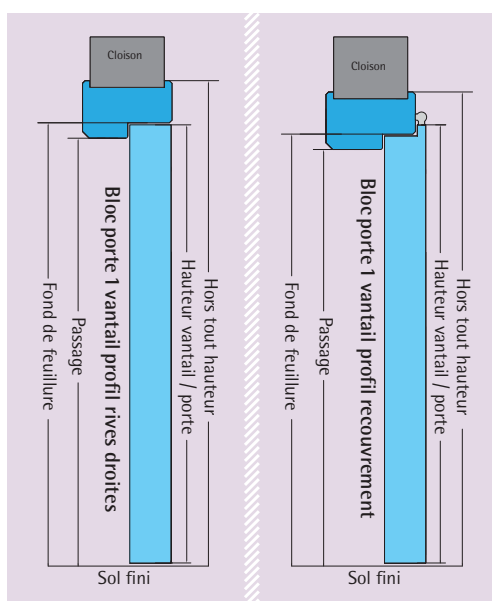 Cloison
Hors tout hauteur
Hauteur vantail / porte
Bloc porte 1 vantail profil rives droites
Passage
Fond de feuillure
Sol fini
Cloison
Hors tout hauteur
Hauteur vantail / porte
Bloc porte 1 vantail profil recouvrement
Passage
Fond de feuillure
Sol fini